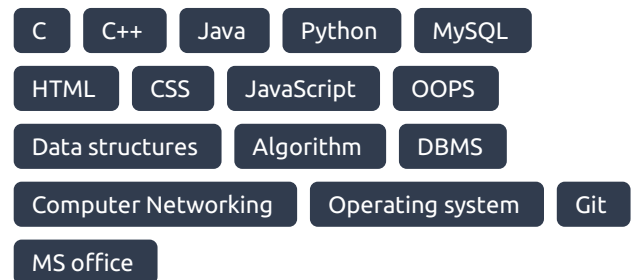 C C++ Java Python MySQL
HTML CSS JavaScript OOPS
Data structures Algorithm DBMS
Computer Networking Operating system Git
MS office